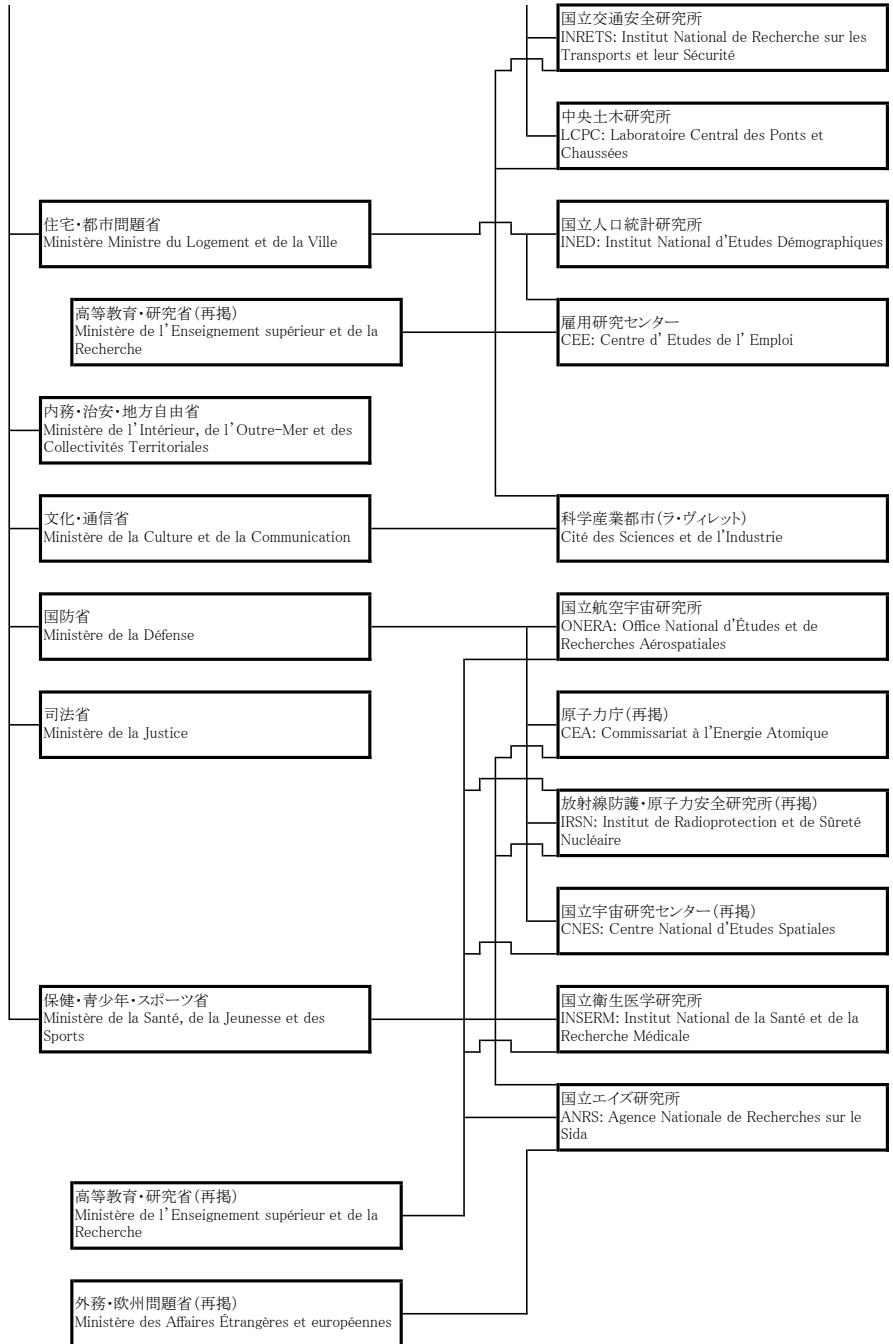 国立交通安全研究所
INRETS: Institut National de Recherche sur les
Transports et leur Sécurité
中央土木研究所
LCPC: Laboratoire Central des Ponts et
Chaussées
住宅・都市問題省
Ministère Ministre du Logement et de la Ville
国立人口統計研究所
INED: Institut National d'Etudes Démographiques
高等教育・研究省(再掲)
Ministère de l'Enseignement supérieur et de la
Recherche
雇用研究センター
CEE: Centre d' Etudes de l' Emploi
内務・治安・地方自由省
Ministère de l'Intérieur, de l'Outre-Mer et des
Collectivités Territoriales
文化・通信省
Ministère de la Culture et de la Communication
科学産業都市(ラ・ヴィレット)
Cité des Sciences et de l'Industrie
国防省
Ministère de la Défense
国立航空宇宙研究所
ONERA: Office National d'Études et de
Recherches Aérospatiales
司法省
Ministère de la Justice
原子力庁(再掲)
CEA: Commissariat à l'Energie Atomique
放射線防護・原子力安全研究所(再掲)
IRSN: Institut de Radioprotection et de Sûreté
Nucléaire
国立宇宙研究センター(再掲)
CNES: Centre National d'Etudes Spatiales
保健・青少年・スポーツ省
Ministère de la Santé, de la Jeunesse et des
Sports
国立衛生医学研究所
INSERM: Institut National de la Santé et de la
Recherche Médicale
国立エイズ研究所
ANRS: Agence Nationale de Recherches sur le
Sida
高等教育・研究省(再掲)
Ministère de l'Enseignement supérieur et de la
Recherche
外務・欧州問題省(再掲)
Ministère des Affaires Étrangères et européennes